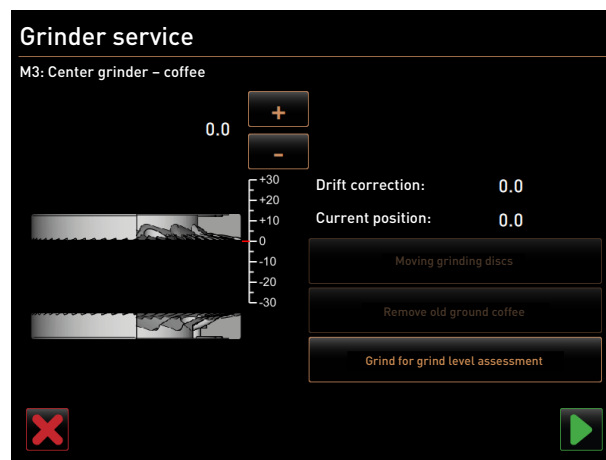 Grinder service
M3: Center grinder – coffee
+
0.0
-
+30
+20
+10
0
-10
-20
-30
Drift correction: 0.0
Current position: 0.0
Moving grinding discs
Remove old ground coffee
Grind for grind level assessment